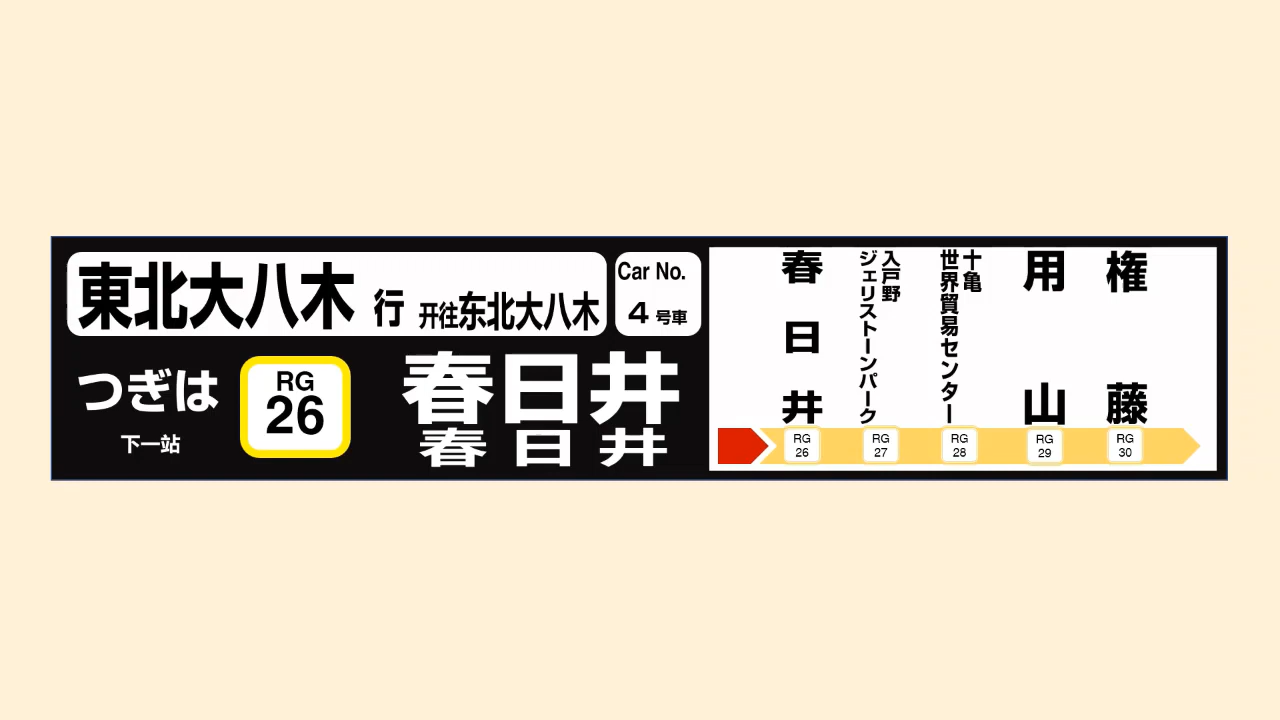 東北大八木 行 开往东北大八木
Car No.
4 号車
つぎは
下一站
RG
26
春日井
春日井
春日井
入戸野
ジェリストーンパーク
十亀
世界貿易センター
用山
権藤
RG
26
RG
27
RG
28
RG
29
RG
30